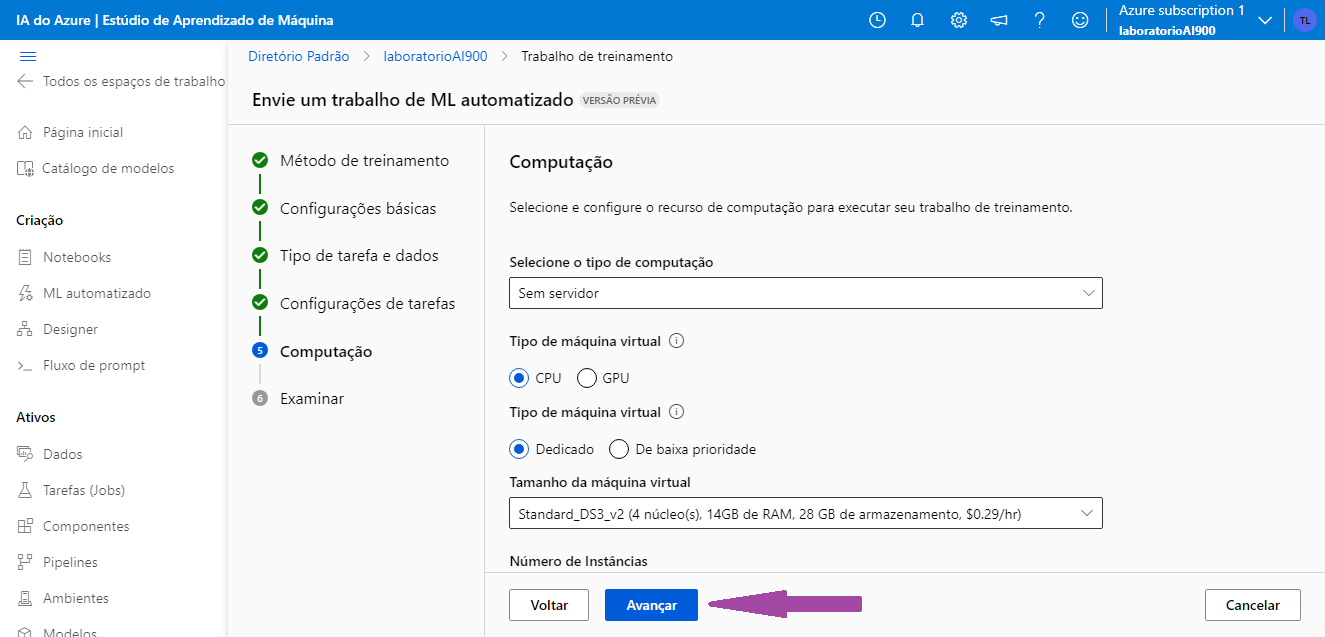 IA do Azure | Estúdio de Aprendizado de Máquina
Azure subscription 1
laboratorioAI900
TL
Todos os espaços de trabalho
Página inicial
Catálogo de modelos
Criação
Notebooks
ML automatizado
Designer
Fluxo de prompt
Ativos
Dados
Tarefas (Jobs)
Componentes
Pipelines
Ambientes
Modelos
Diretório Padrão > laboratorioAI900 > Trabalho de treinamento
Envie um trabalho de ML automatizado VERSÃO PRÉVIA
Método de treinamento
Configurações básicas
Tipo de tarefa e dados
Configurações de tarefas
5 Computação
6 Examinar
Computação
Selecione e configure o recurso de computação para executar seu trabalho de treinamento.
Selecione o tipo de computação
Sem servidor
Tipo de máquina virtual
CPU GPU
Tipo de máquina virtual
Dedicado De baixa prioridade
Tamanho da máquina virtual
Standard_DS3_v2 (4 núcleo(s), 14GB de RAM, 28 GB de armazenamento, $0.29/hr)
Número de Instâncias
Voltar Avançar Cancelar